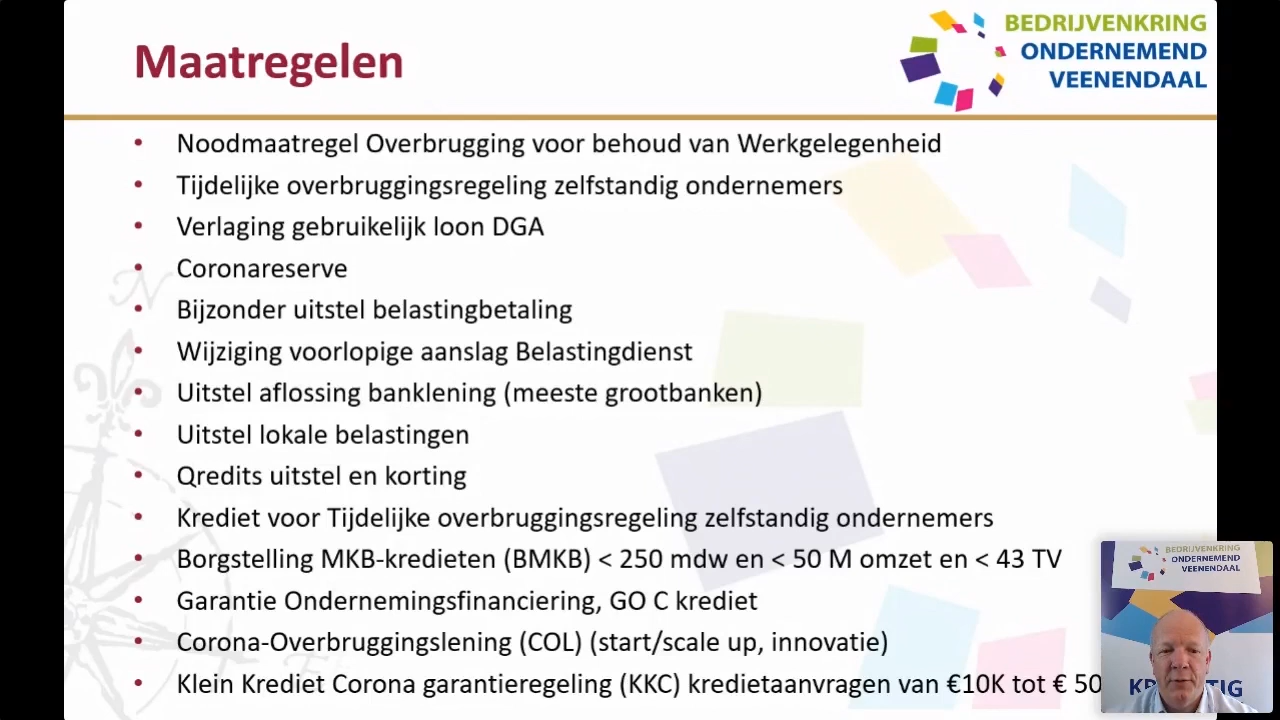 Maatregelen
BEDRIJVENKRING
ONDERNEMEND
VEENENDAAL
• Noodmaatregel Overbrugging voor behoud van Werkgelegenheid
• Tijdelijke overbruggingsregeling zelfstandig ondernemers
• Verlaging gebruikelijk loon DGA
• Coronareserve
• Bijzonder uitstel belastingbetaling
• Wijziging voorlopige aanslag Belastingdienst
• Uitstel aflossing banklening (meeste grootbanken)
• Uitstel lokale belastingen
• Qredits uitstel en korting
• Krediet voor Tijdelijke overbruggingsregeling zelfstandig ondernemers
• Borgstelling MKB-kredieten (BMKB) < 250 mdw en < 50 M omzet en < 43 TV
• Garantie Ondernemingsfinanciering, GO C krediet
• Corona-Overbruggingslening (COL) (start/scale up, innovatie)
• Klein Krediet Corona garantieregeling (KKC) kredietaanvragen van €10K tot € 50
BEDRIJVENKRING
ONDERNEMEND
VEENENDAAL
N